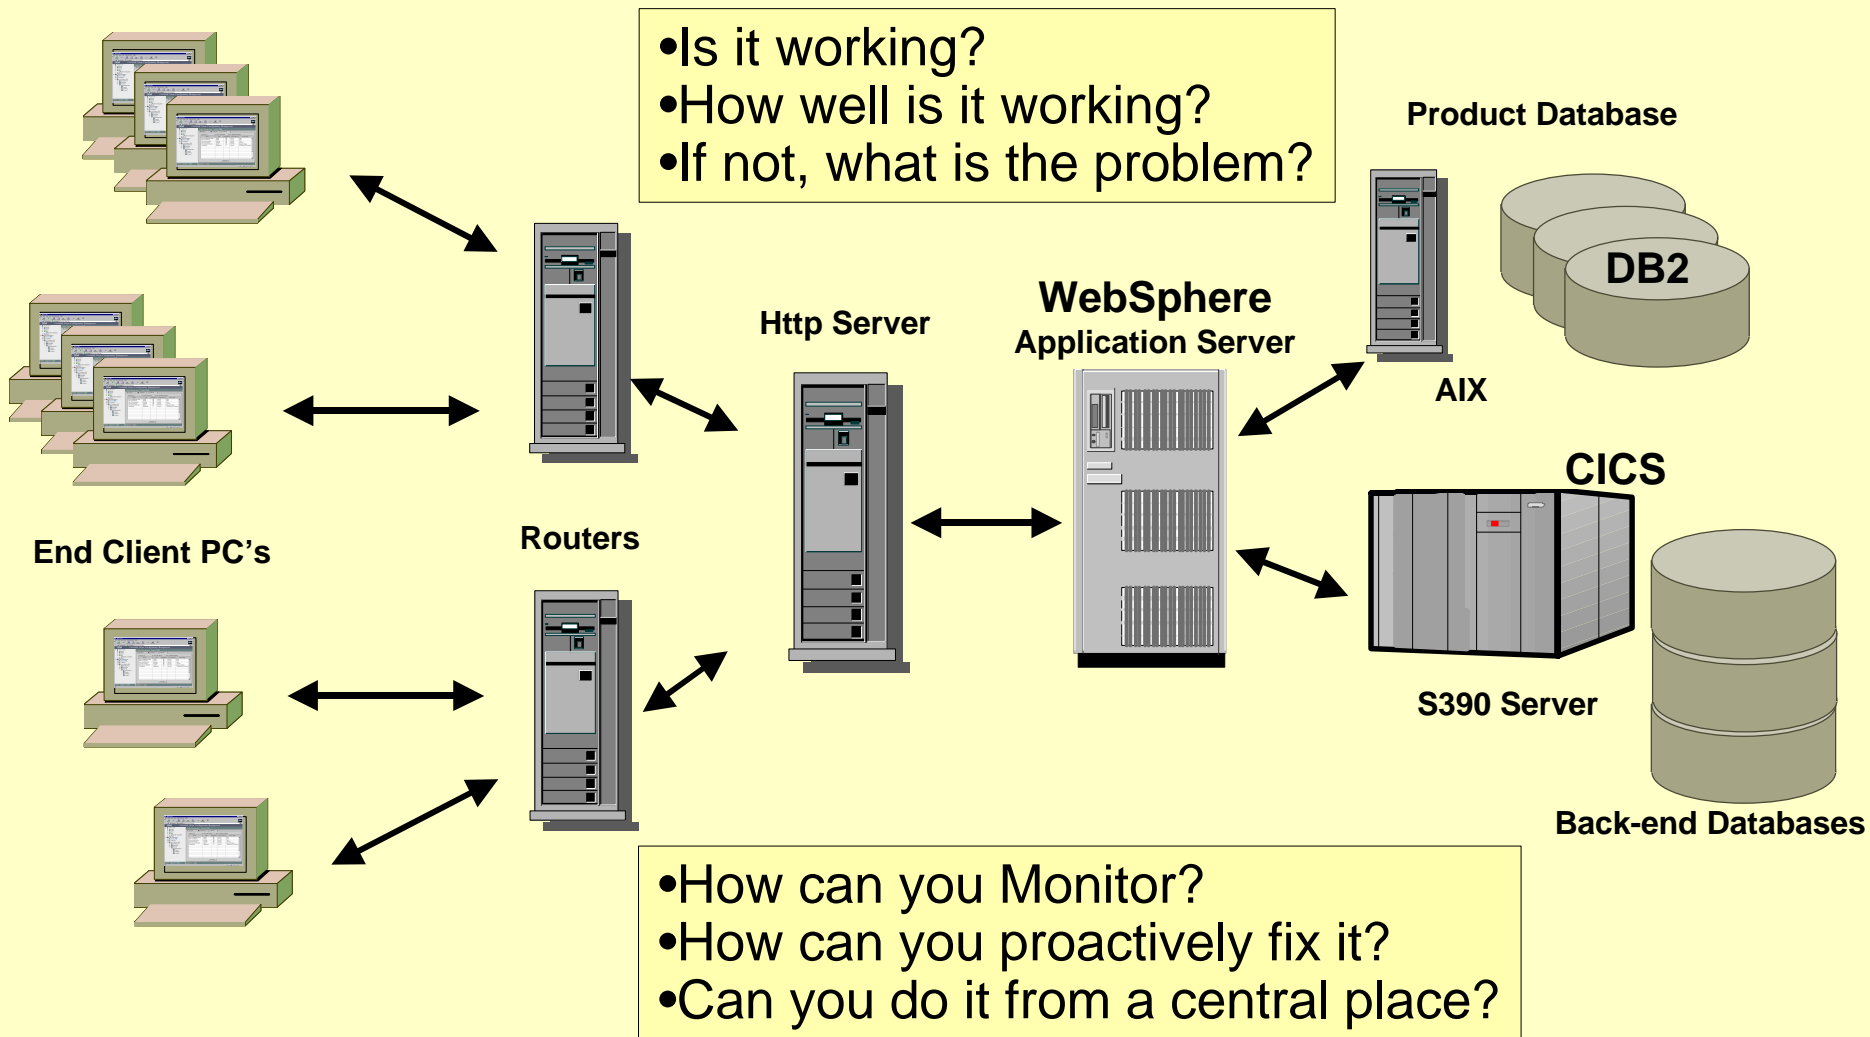 •Is it working?
•How well is it working?
•If not, what is the problem?
Product Database
DB2
WebSphere
Application Server
Http Server
AIX
CICS
End Client PC’s
Routers
S390 Server
Back-end Databases
•How can you Monitor?
•How can you proactively fix it?
•Can you do it from a central place?